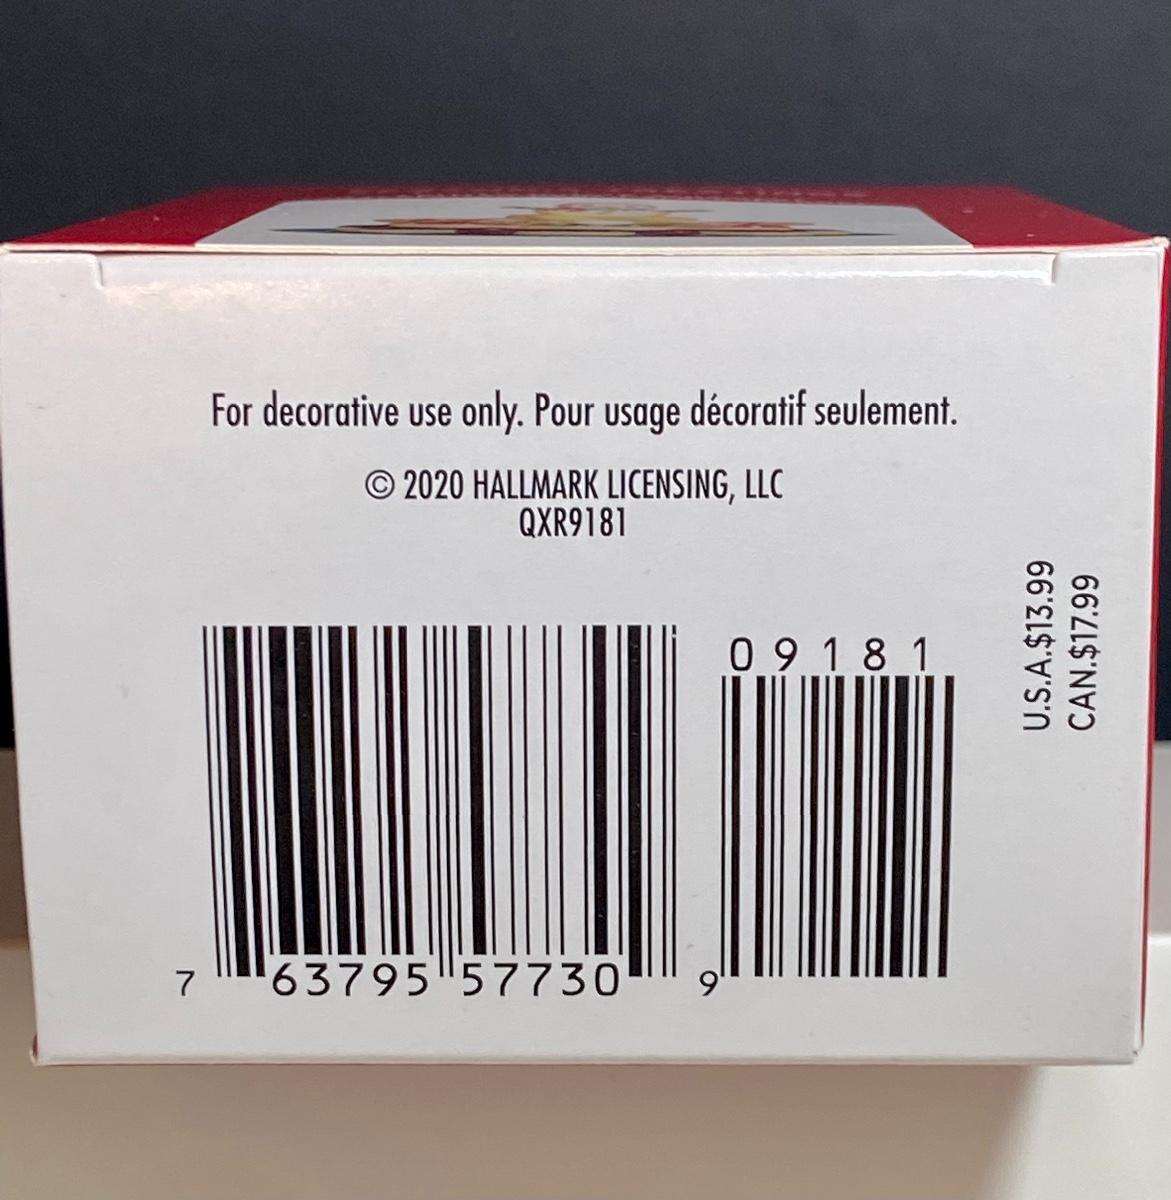 For decorative use only. Pour usage décoratif seulement.
© 2020 HALLMARK LICENSING, LLC
QXR9181
U.S.A.$13.99
CAN.$17.99
09181
7 63795 57730 9